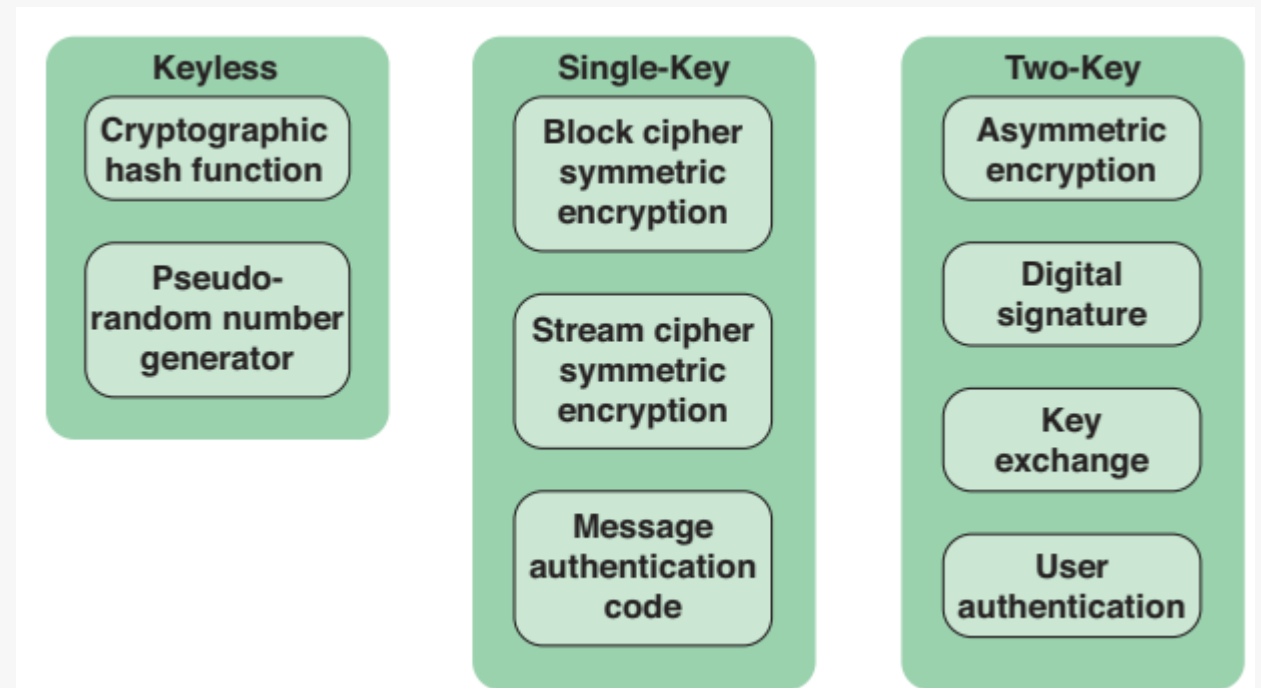 Keyless
Cryptographic
hash function
Pseudo-
random number
generator
Single-Key
Block cipher
symmetric
encryption
Stream cipher
symmetric
encryption
Message
authentication
code
Two-Key
Asymmetric
encryption
Digital
signature
Key
exchange
User
authentication